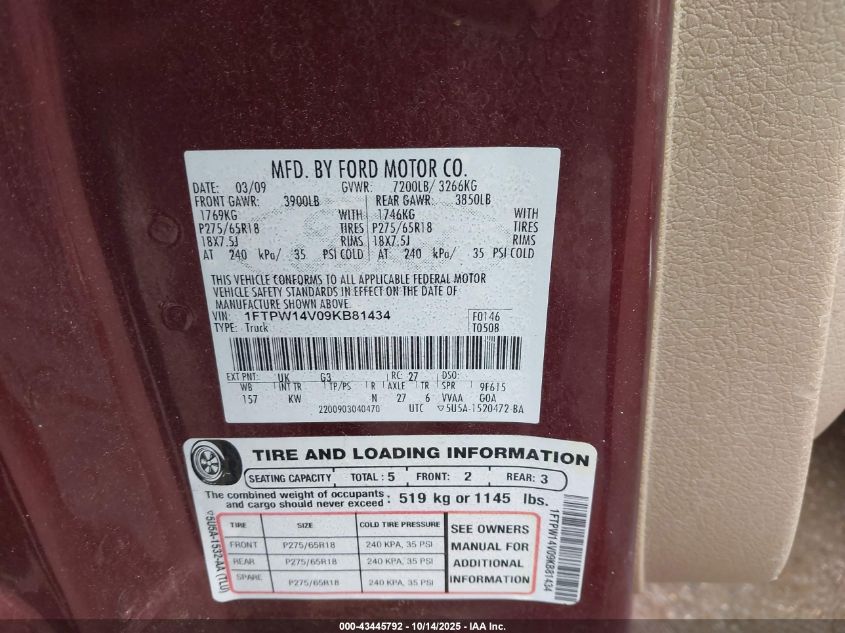 MFD. BY FORD MOTOR CO.
DATE: 03/09 GVWR: 7200LB/ 3266KG
FRONT GAWR: 3900LB REAR GAWR: 3850LB
1769KG WITH 1746KG WITH
P275/65R18 TIRES P275/65R18 TIRES
18X7.5J RIMS 18X7.5J RIMS
AT 240 kPa/ 35 PSI COLD AT 240 kPa/ 35 PSI COLD
THIS VEHICLE CONFORMS TO ALL APPLICABLE FEDERAL MOTOR
VEHICLE SAFETY STANDARDS IN EFFECT ON THE DATE OF
MANUFACTURE SHOWN ABOVE.
VIN: 1FTPW14V09KB81434 F0146
TYPE: Truck T0508
EXT PNT: UK G3 RC: 27 DSO:
WB INT TR TP/PS R AXLE TR SPR 9F615
157 KW N 27 6 VVAA GOA
2200903040470 UTC ▽5U5A-1520472-BA
TIRE AND LOADING INFORMATION
SEATING CAPACITY TOTAL: 5 FRONT: 2 REAR: 3
The combined weight of occupants and cargo should never exceed: 519 kg or 1145 lbs.
TIRE SIZE COLD TIRE PRESSURE
FRONT P275/65R18 240 KPA, 35 PSI
REAR P275/65R18 240 KPA, 35 PSI
SPARE P275/65R18 240 KPA, 35 PSI
SEE OWNERS
MANUAL FOR
ADDITIONAL
INFORMATION
▽5U5A-1532-AA (TLU)
1FTPW14V09KB81434
000-43445792 - 10/14/2025 - IAA Inc.